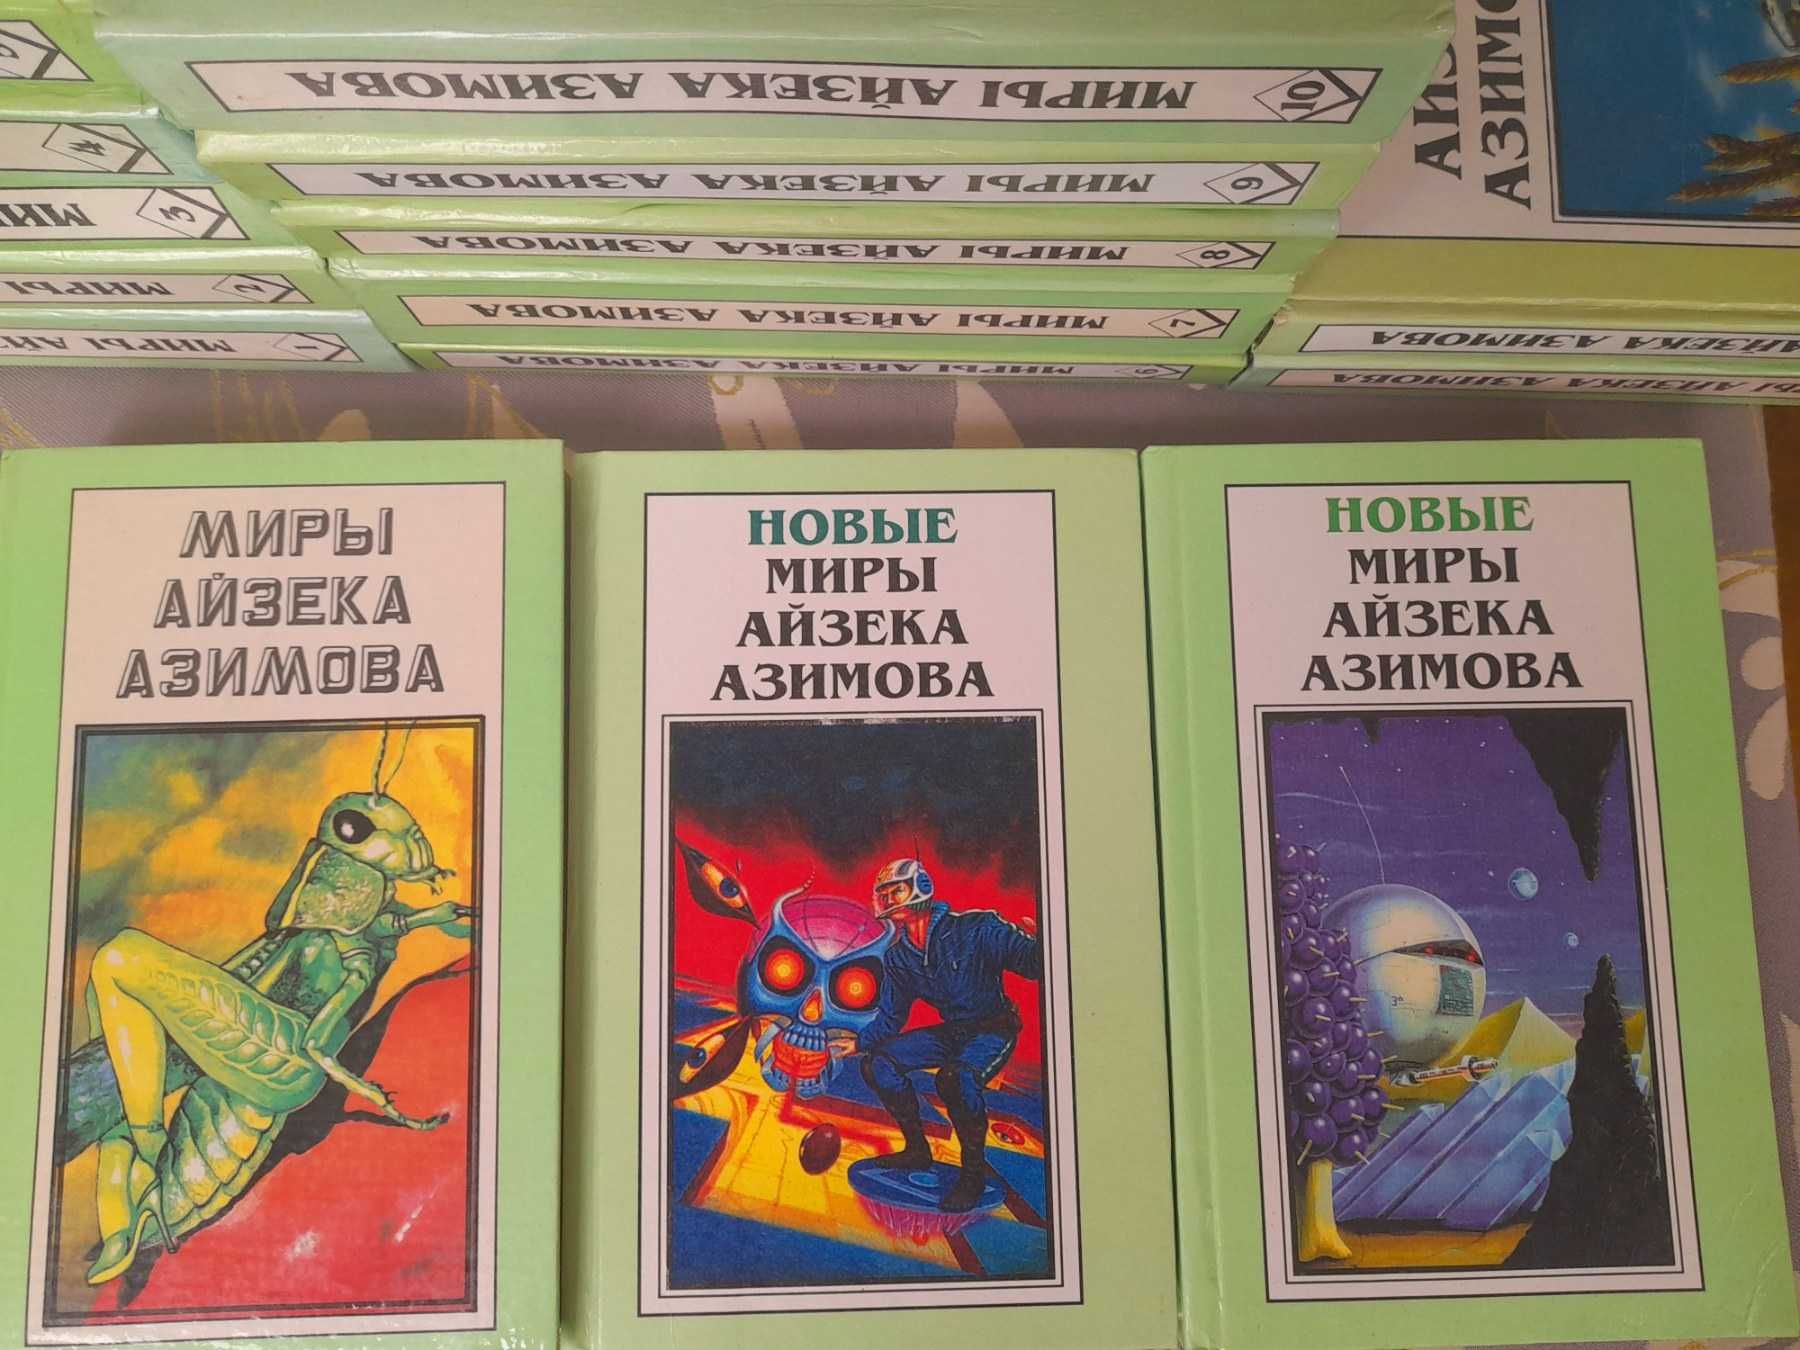 МИРЫ АЙЗЕКА АЗИМОВА 10
МИРЫ АЙЗЕКА АЗИМОВА 9
МИРЫ АЙЗЕКА АЗИМОВА 8
МИРЫ АЙЗЕКА АЗИМОВА 7
МИРЫ АЙЗЕКА АЗИМОВА 6
4
3
МИРЫ 2
МИРЫ 1
АЗИМО
АЙЗЕКА АЗИМОВА
АЙЗЕКА АЗИМОВА
МИРЫ
АЙЗЕКА
АЗИМОВА
НОВЫЕ
МИРЫ
АЙЗЕКА
АЗИМОВА
НОВЫЕ
МИРЫ
АЙЗЕКА
АЗИМОВА